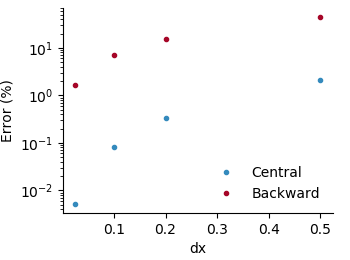 Error (%)
10¹
10⁰
10⁻¹
10⁻²
Central
Backward
0.1 0.2 0.3 0.4 0.5
dx